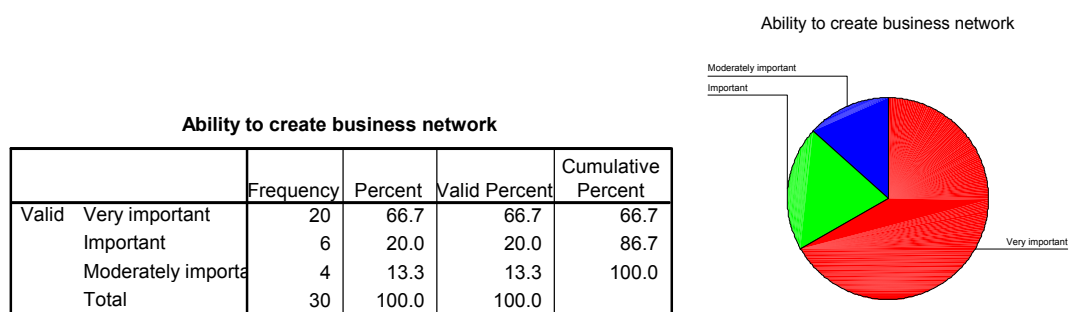 Ability to create business network
Frequency Percent Valid Percent Cumulative Percent
Valid Very important 20 66.7 66.7 66.7
Important 6 20.0 20.0 86.7
Moderately importa 4 13.3 13.3 100.0
Total 30 100.0 100.0
Ability to create business network
Moderately important
Important
Very important